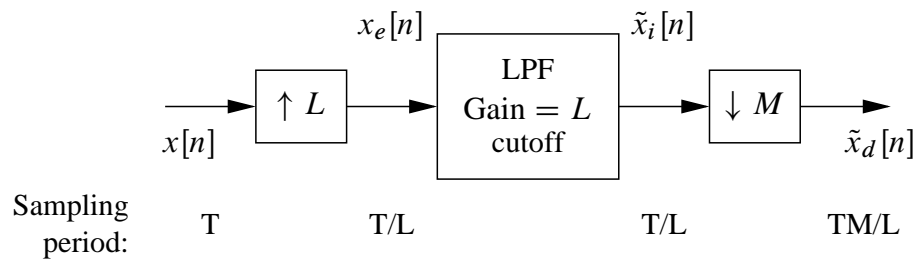 x_e[n] x̃_i[n]
LPF
↑ L Gain = L ↓ M
cutoff
x[n] x̃_d[n]
Sampling
period: T T/L T/L TM/L